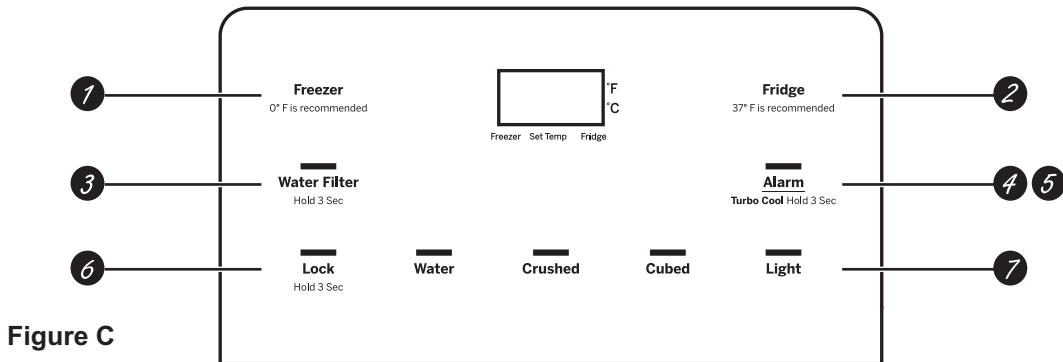 1
Freezer
0° F is recommended
°F
°C
Freezer Set Temp Fridge
Fridge
37° F is recommended
2
3
Water Filter
Hold 3 Sec
Alarm
Turbo Cool Hold 3 Sec
4 5
6
Lock
Hold 3 Sec
Water
Crushed
Cubed
Light
7
Figure C